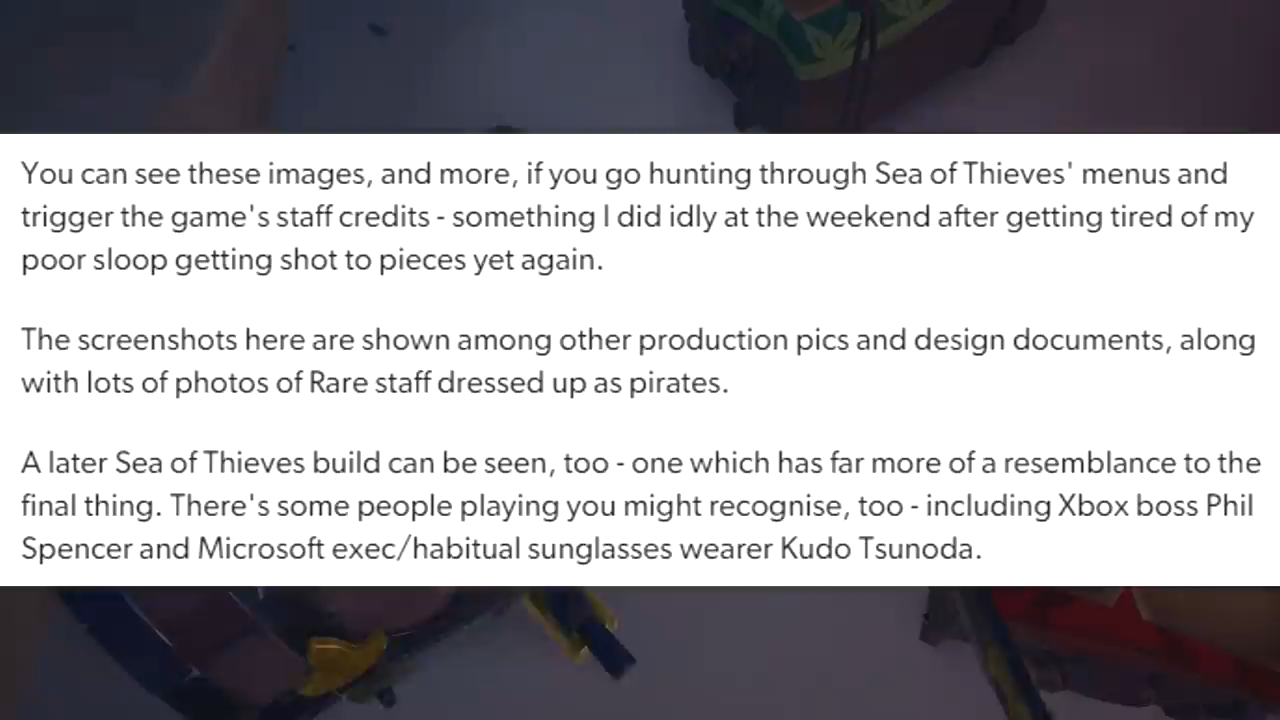 You can see these images, and more, if you go hunting through Sea of Thieves' menus and
trigger the game's staff credits - something I did idly at the weekend after getting tired of my
poor sloop getting shot to pieces yet again.
The screenshots here are shown among other production pics and design documents, along
with lots of photos of Rare staff dressed up as pirates.
A later Sea of Thieves build can be seen, too - one which has far more of a resemblance to the
final thing. There's some people playing you might recognise, too - including Xbox boss Phil
Spencer and Microsoft exec/habitual sunglasses wearer Kudo Tsunoda.